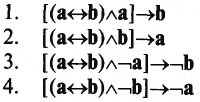 1. [(a↔b)∧a]→b
2. [(a↔b)∧b]→a
3. [(a↔b)∧¬a]→¬b
4. [(a↔b)∧¬b]→¬a